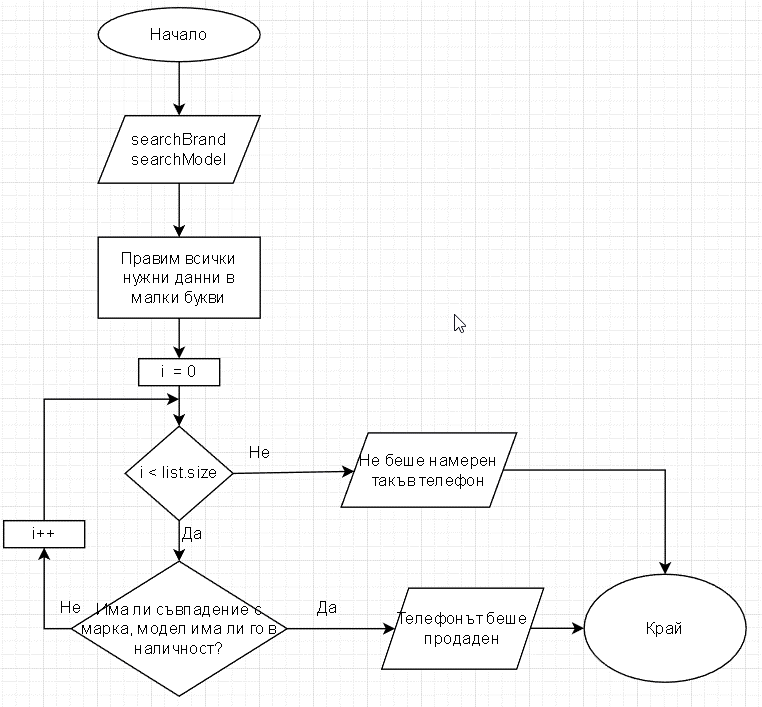 Начало
searchBrand
searchModel
Правим всички
нужни данни в
малки букви
i = 0
i < list.size
Не
Не беше намерен
такъв телефон
Да
i++
Не
Има ли съвпадение с
марка, модел има ли го в
наличност?
Да
Телефонът беше
продаден
Край